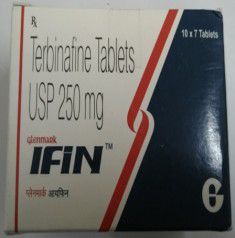 Rx
10 x 7 Tablets
Terbinafine Tablets
USP 250 mg
Glenmark
IFiN™
ग्लेनमार्क आयफिन
G